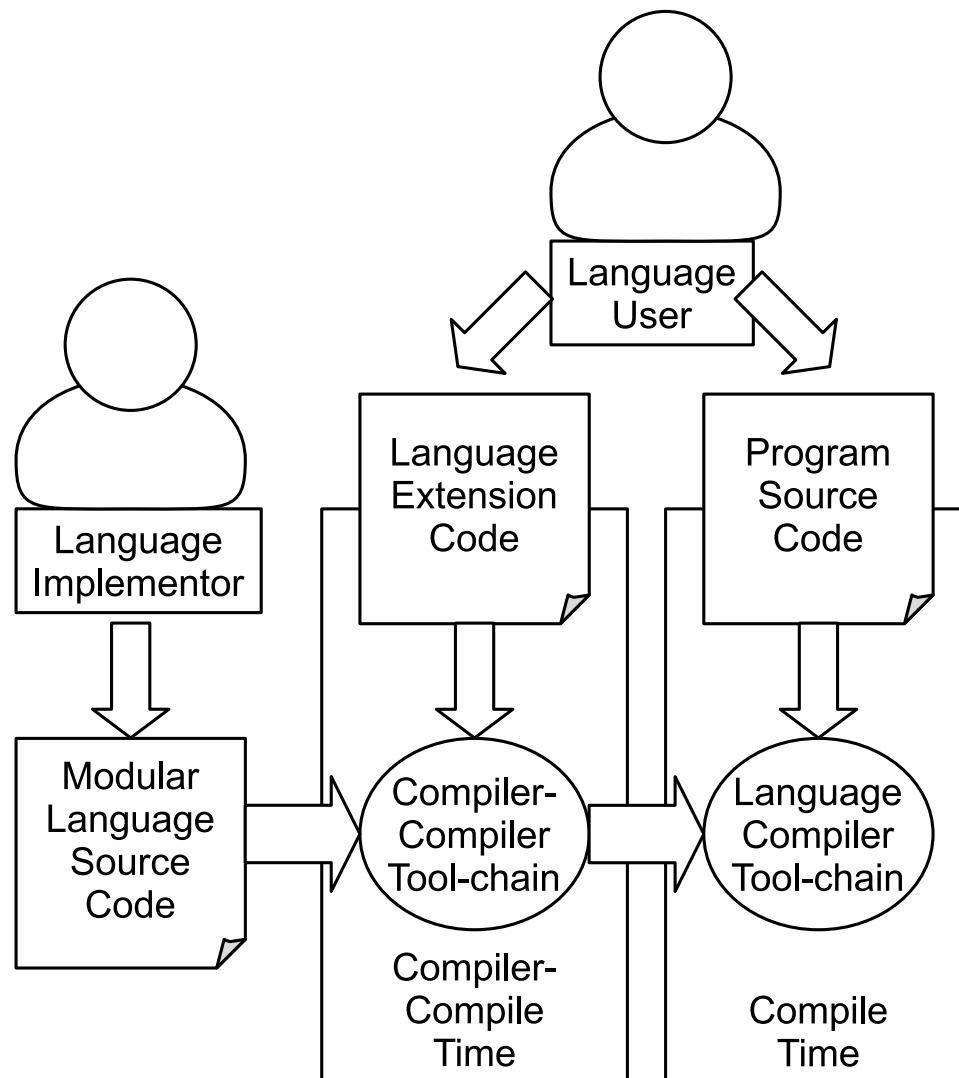 Language
User
Language
Implementor
Language
Extension
Code
Program
Source
Code
Modular
Language
Source
Code
Compiler-
Compiler
Tool-chain
Language
Compiler
Tool-chain
Compiler-
Compile
Time
Compile
Time